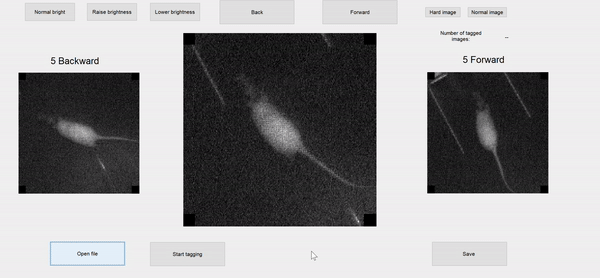 Normal bright
Raise brightness
Lower brightness
Back
Forward
Hard image
Normal image
Number of tagged
images:
--
5 Backward
5 Forward
Open file
Start tagging
Save